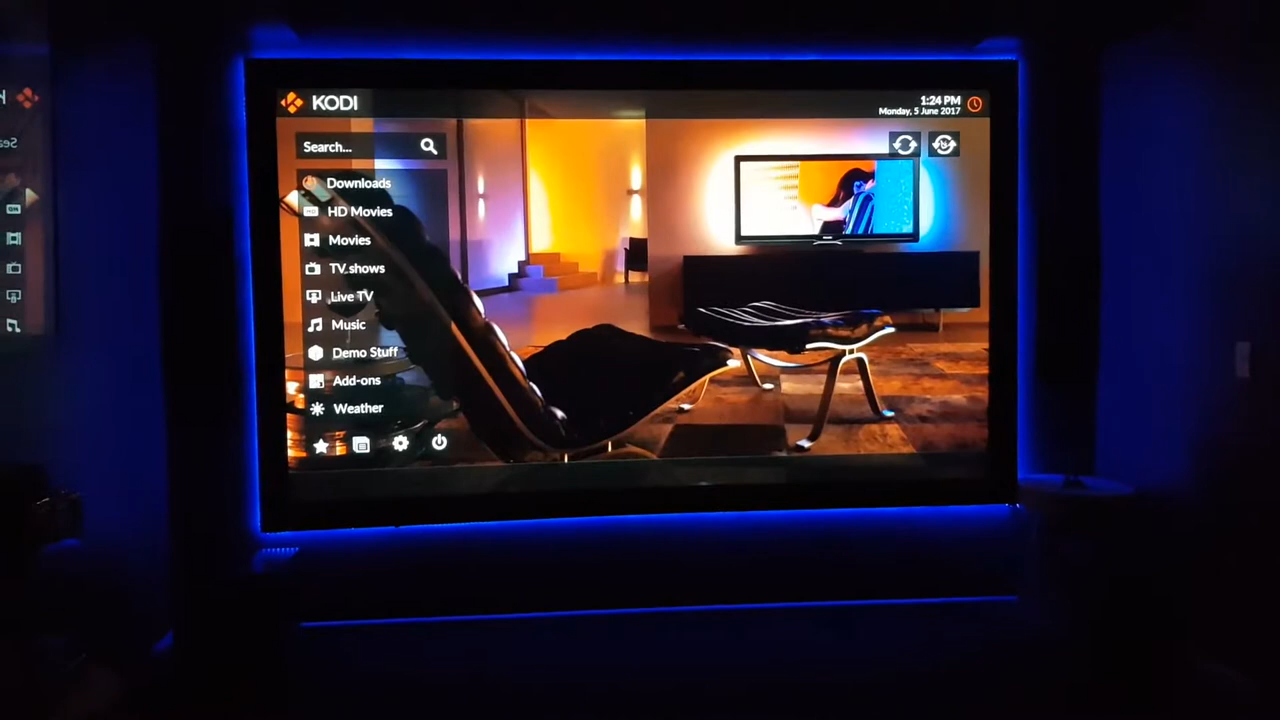 KODI
1:24 PM
Monday, 5 June 2017
Search...
Downloads
HD Movies
Movies
TV shows
Live TV
Music
Demo Stuff
Add-ons
Weather